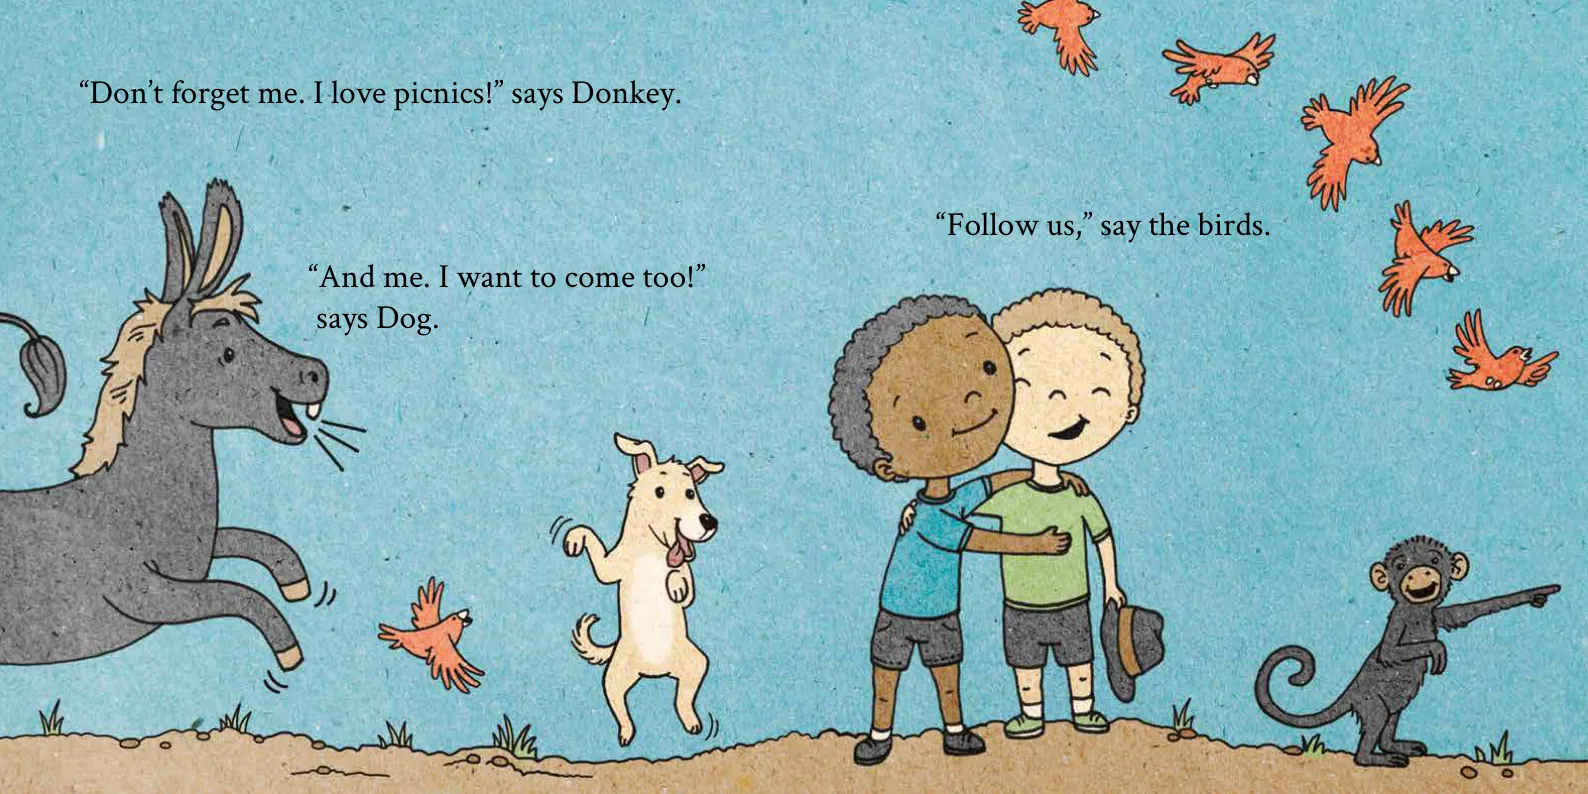 “Don’t forget me. I love picnics!” says Donkey.
“And me. I want to come too!”
says Dog.
“Follow us,” say the birds.